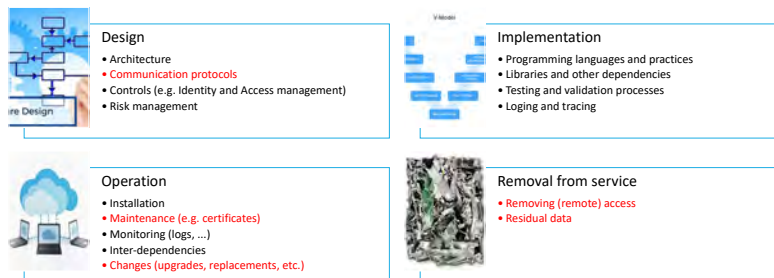 Design
• Architecture
• Communication protocols
• Controls (e.g. Identity and Access management)
• Risk management
re Design
V-Model
Implementation
• Programming languages and practices
• Libraries and other dependencies
• Testing and validation processes
• Loging and tracing
Operation
• Installation
• Maintenance (e.g. certificates)
• Monitoring (logs, ...)
• Inter-dependencies
• Changes (upgrades, replacements, etc.)
Removal from service
• Removing (remote) access
• Residual data